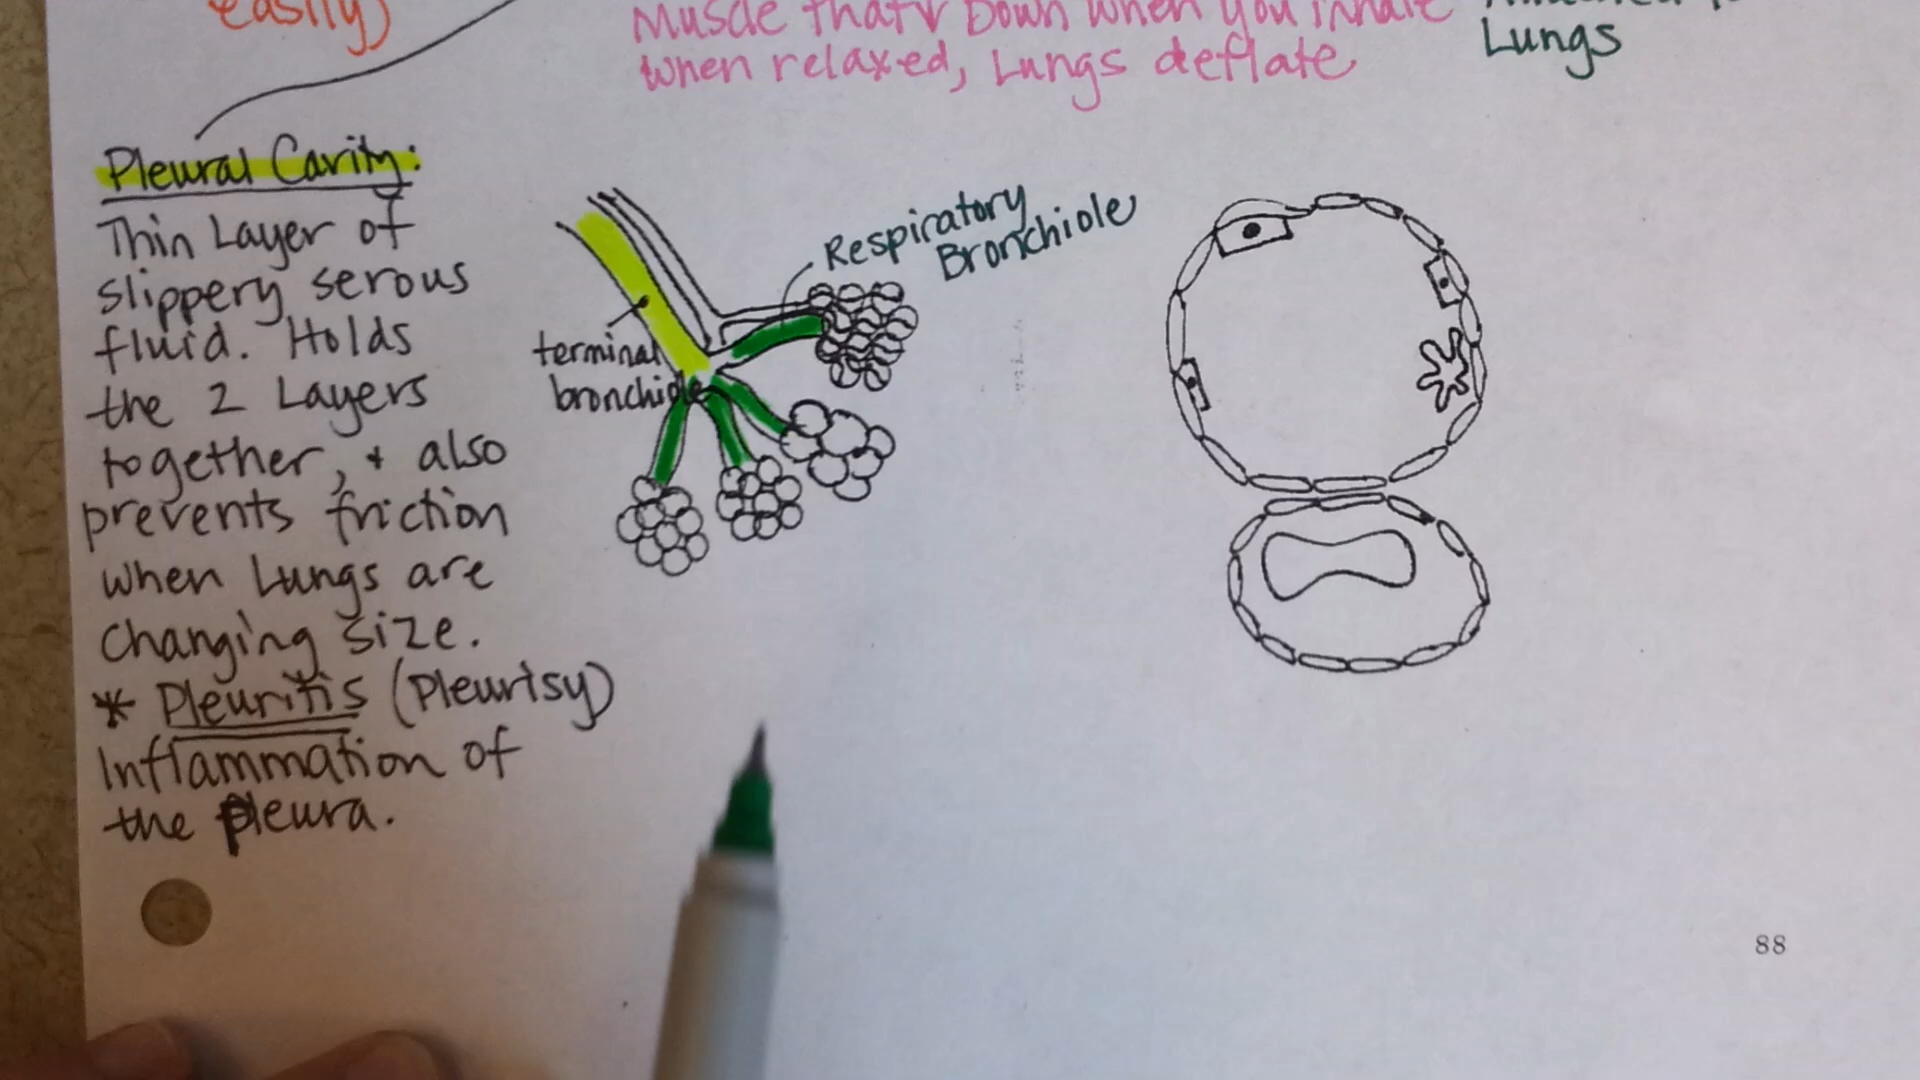 easily)
Muscle that Down when you inhale
when relaxed, Lungs deflate
Lungs
Pleural Cavity:
Thin Layer of
slippery serous
fluid. Holds
the 2 Layers
together, + also
prevents friction
when Lungs are
changing size.
* Pleuritis (Pleurisy)
Inflammation of
the Pleura.
Respiratory
Bronchiole
terminal
bronchiole
88